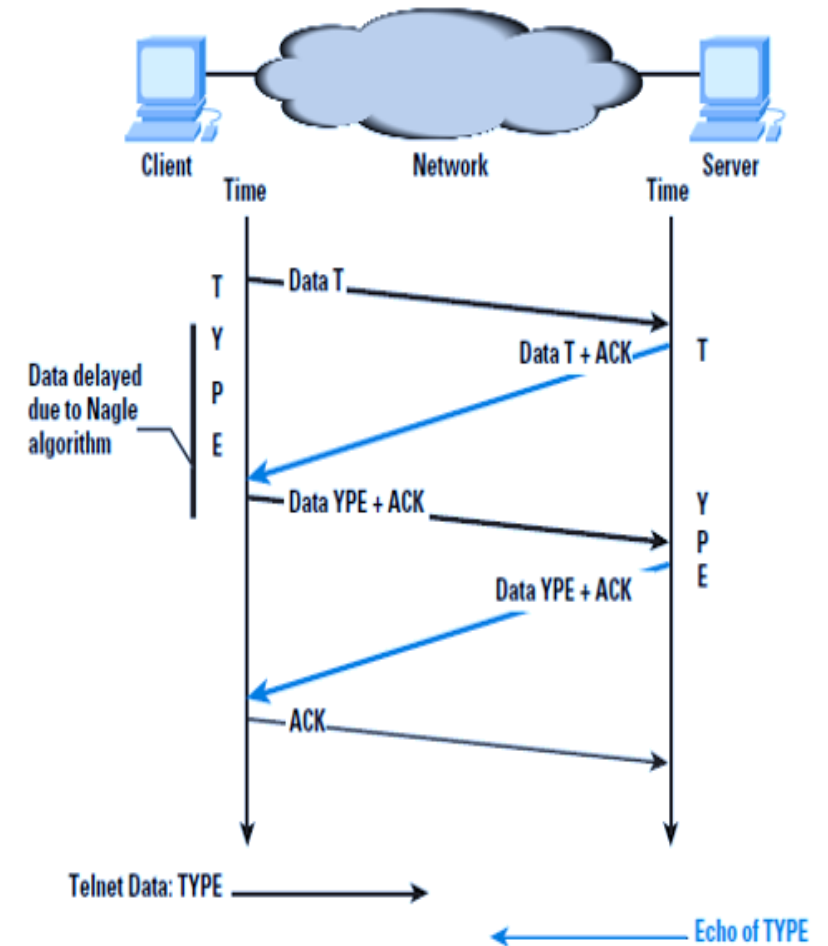 Client
Network
Server
Time
Time
T
Data T
Y
Data T + ACK
T
Data delayed
due to Nagle
algorithm
P
E
Data YPE + ACK
Y
P
E
Data YPE + ACK
ACK
Telnet Data: TYPE
Echo of TYPE